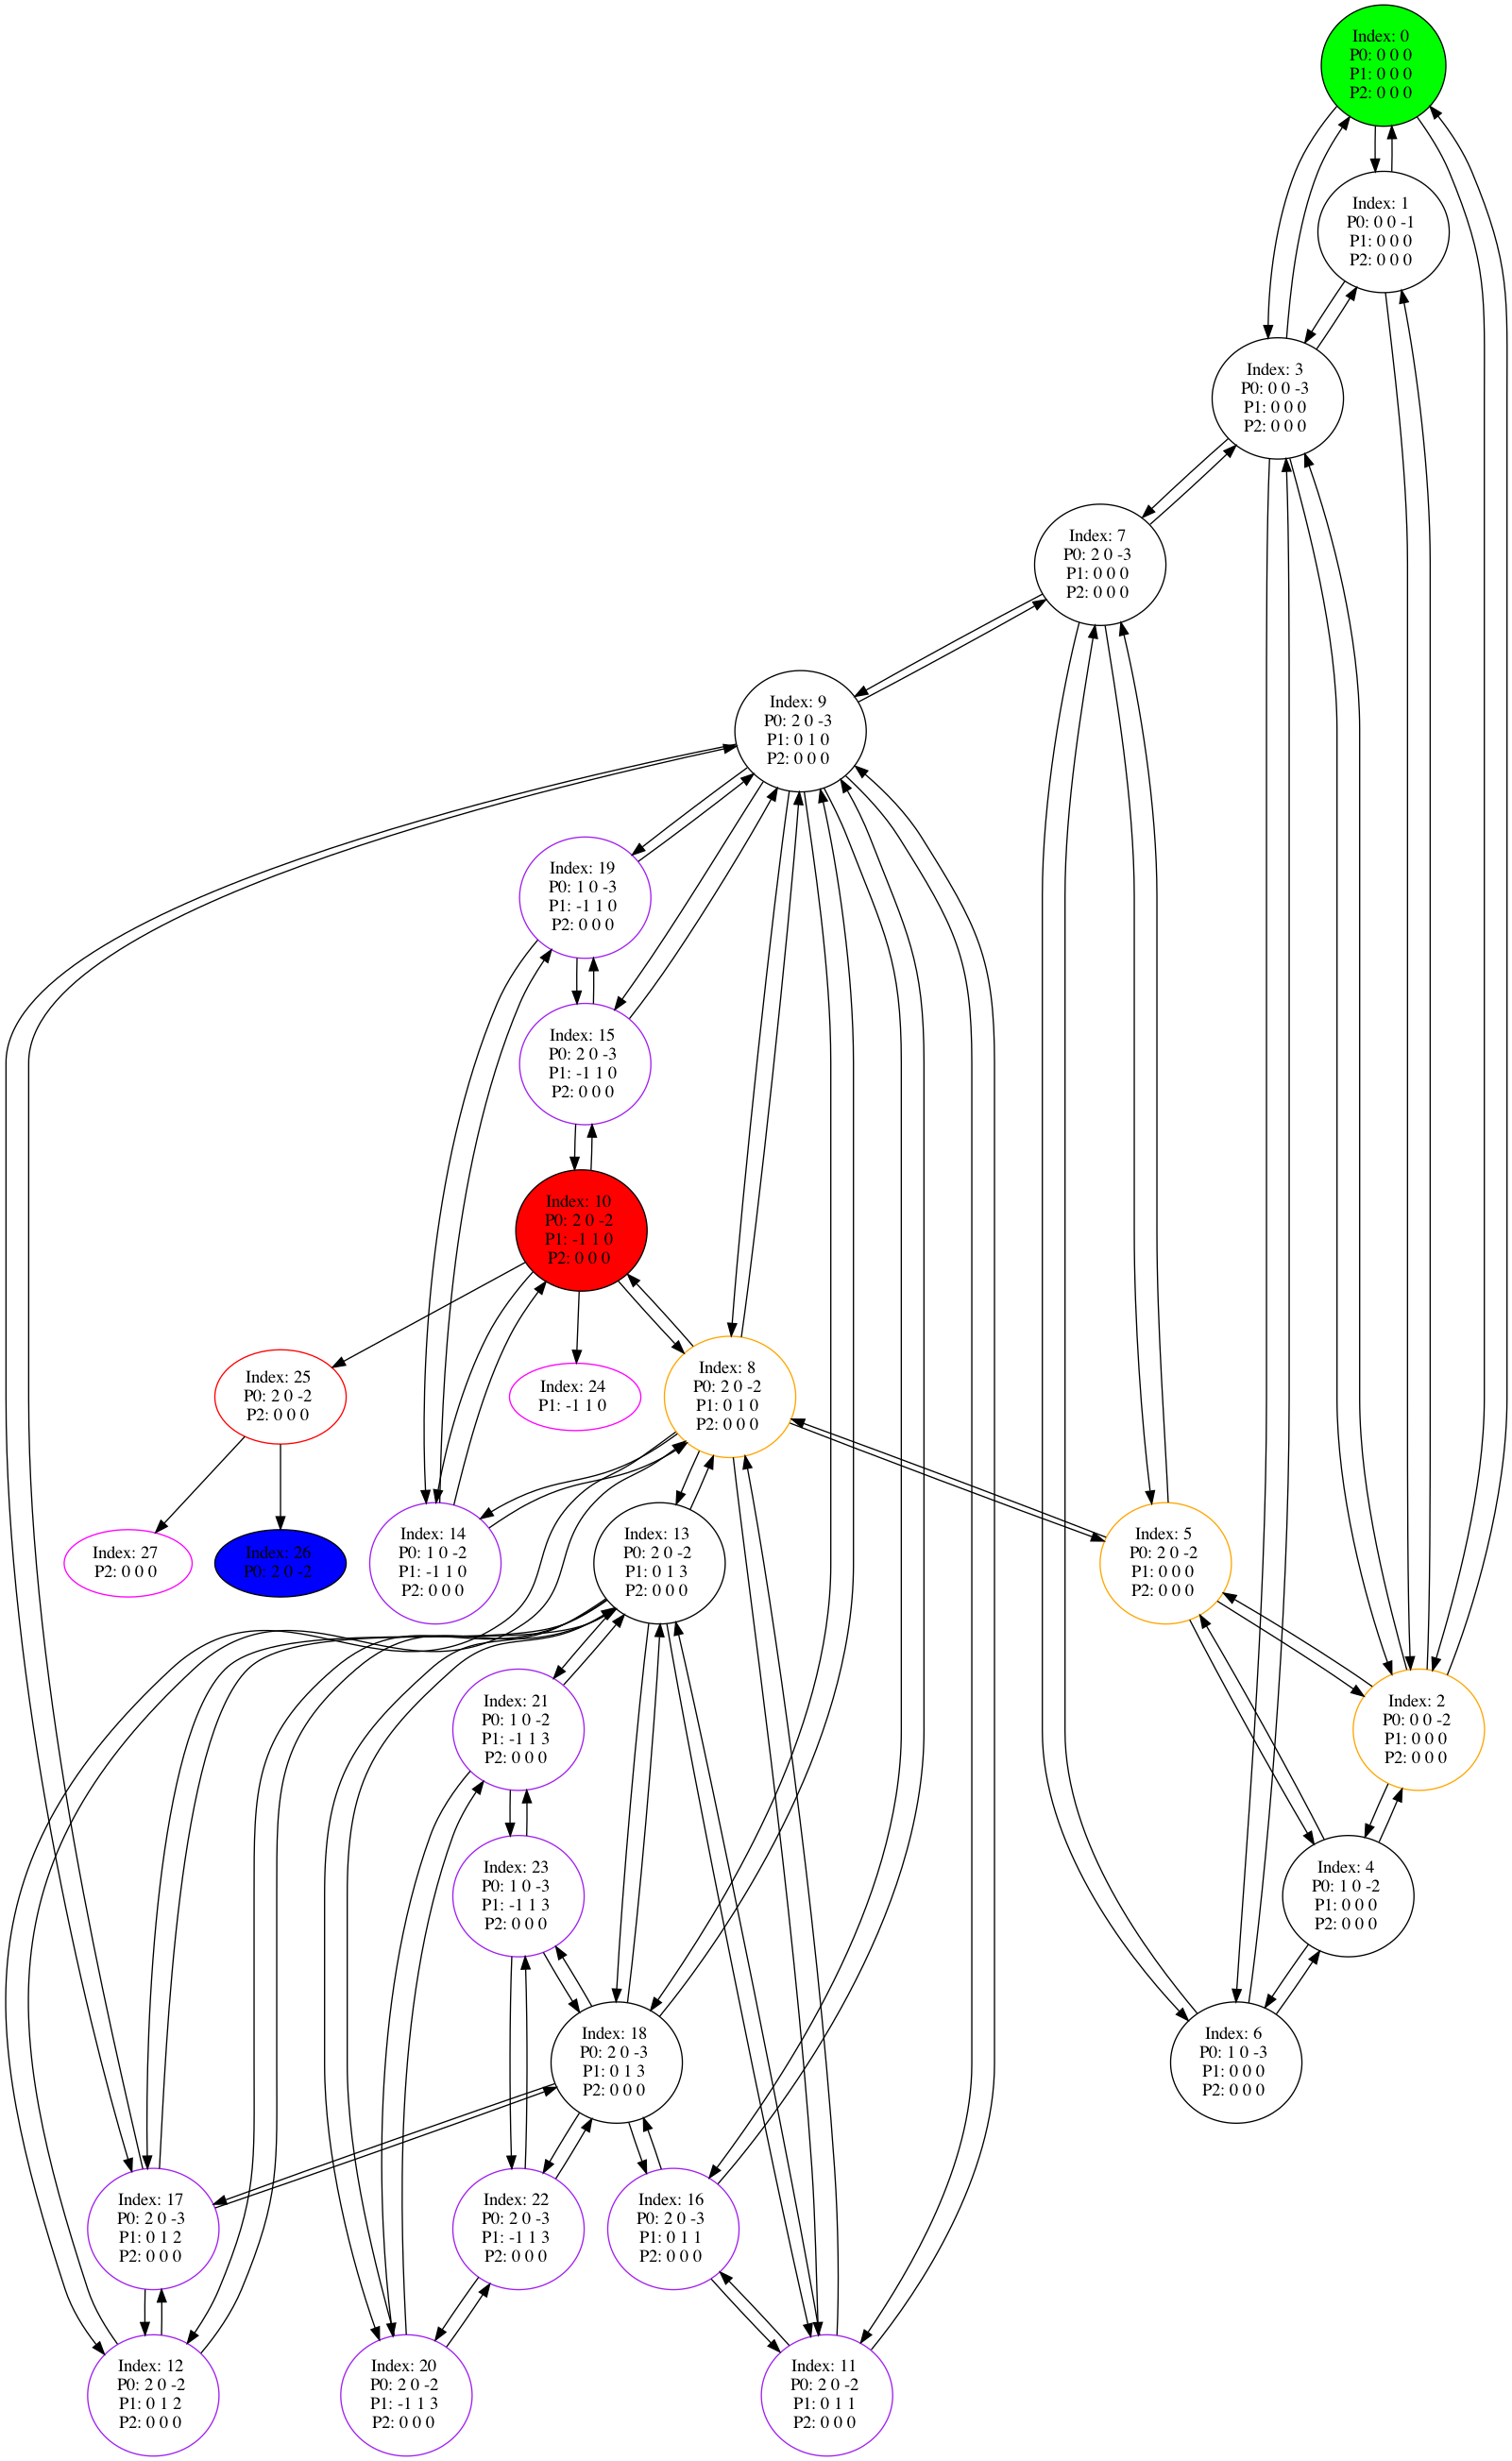 Index: 0
P0: 0 0 0
P1: 0 0 0
P2: 0 0 0
Index: 1
P0: 0 0 -1
P1: 0 0 0
P2: 0 0 0
Index: 3
P0: 0 0 -3
P1: 0 0 0
P2: 0 0 0
Index: 7
P0: 2 0 -3
P1: 0 0 0
P2: 0 0 0
Index: 9
P0: 2 0 -3
P1: 0 1 0
P2: 0 0 0
Index: 19
P0: 1 0 -3
P1: -1 1 0
P2: 0 0 0
Index: 15
P0: 2 0 -3
P1: -1 1 0
P2: 0 0 0
Index: 10
P0: 2 0 -2
P1: -1 1 0
P2: 0 0 0
Index: 25
P0: 2 0 -2
P2: 0 0 0
Index: 24
P1: -1 1 0
Index: 8
P0: 2 0 -2
P1: 0 1 0
P2: 0 0 0
Index: 27
P2: 0 0 0
Index: 26
P0: 2 0 -2
Index: 14
P0: 1 0 -2
P1: -1 1 0
P2: 0 0 0
Index: 13
P0: 2 0 -2
P1: 0 1 3
P2: 0 0 0
Index: 5
P0: 2 0 -2
P1: 0 0 0
P2: 0 0 0
Index: 21
P0: 1 0 -2
P1: -1 1 3
P2: 0 0 0
Index: 2
P0: 0 0 -2
P1: 0 0 0
P2: 0 0 0
Index: 23
P0: 1 0 -3
P1: -1 1 3
P2: 0 0 0
Index: 4
P0: 1 0 -2
P1: 0 0 0
P2: 0 0 0
Index: 18
P0: 2 0 -3
P1: 0 1 3
P2: 0 0 0
Index: 6
P0: 1 0 -3
P1: 0 0 0
P2: 0 0 0
Index: 17
P0: 2 0 -3
P1: 0 1 2
P2: 0 0 0
Index: 22
P0: 2 0 -3
P1: -1 1 3
P2: 0 0 0
Index: 16
P0: 2 0 -3
P1: 0 1 1
P2: 0 0 0
Index: 12
P0: 2 0 -2
P1: 0 1 2
P2: 0 0 0
Index: 20
P0: 2 0 -2
P1: -1 1 3
P2: 0 0 0
Index: 11
P0: 2 0 -2
P1: 0 1 1
P2: 0 0 0